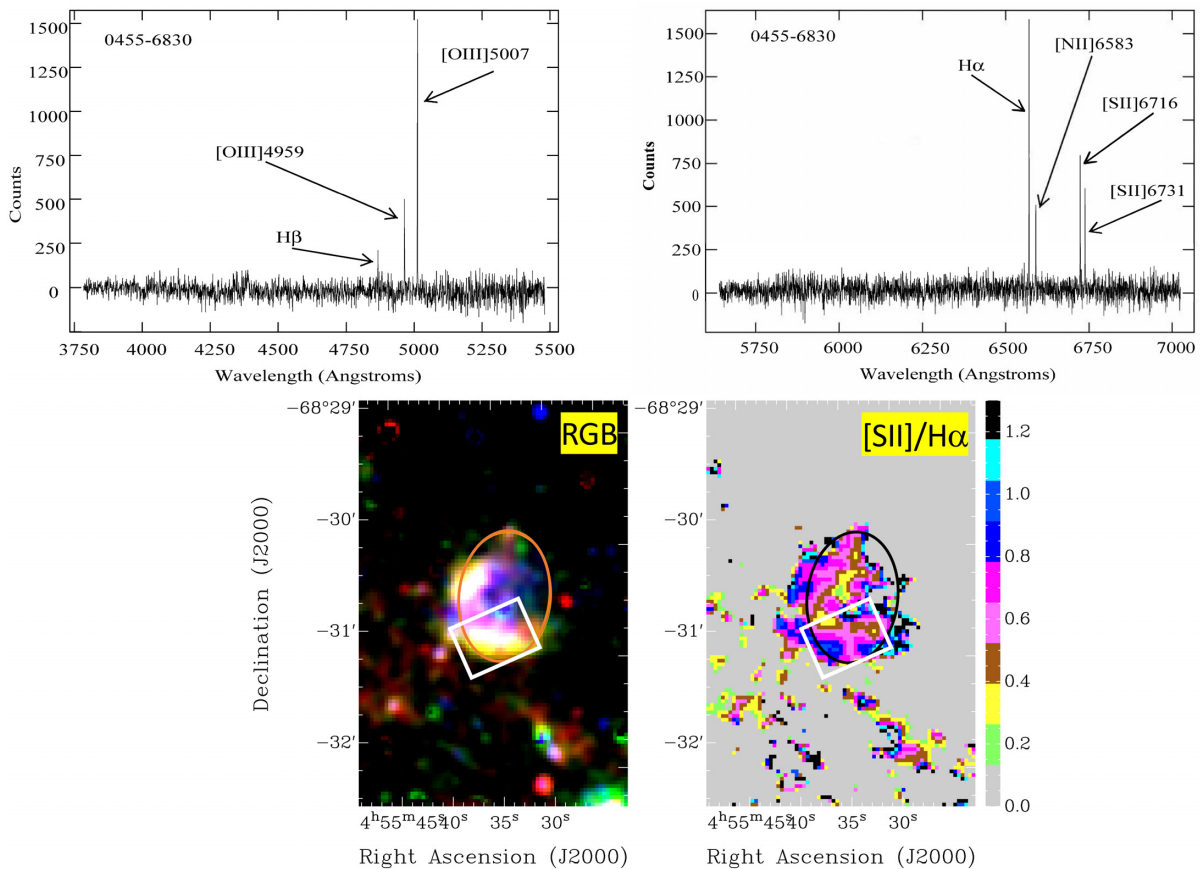 0455-6830
[OIII]5007
[OIII]4959
Hβ
Counts
1500
1250
1000
750
500
250
0
3750 4000 4250 4500 4750 5000 5250 5500
Wavelength (Angstroms)
0455-6830
[NII]6583
Hα
[SII]6716
[SII]6731
Counts
1500
1250
1000
750
500
250
0
5750 6000 6250 6500 6750 7000
Wavelength (Angstroms)
RGB
−68°29′
−30′
−31′
−32′
Declination (J2000)
4ʰ55ᵐ45ˢ 40ˢ 35ˢ 30ˢ
Right Ascension (J2000)
[SII]/Hα
−68°29′
−30′
−31′
−32′
4ʰ55ᵐ45ˢ 40ˢ 35ˢ 30ˢ
Right Ascension (J2000)
1.2
1.0
0.8
0.6
0.4
0.2
0.0